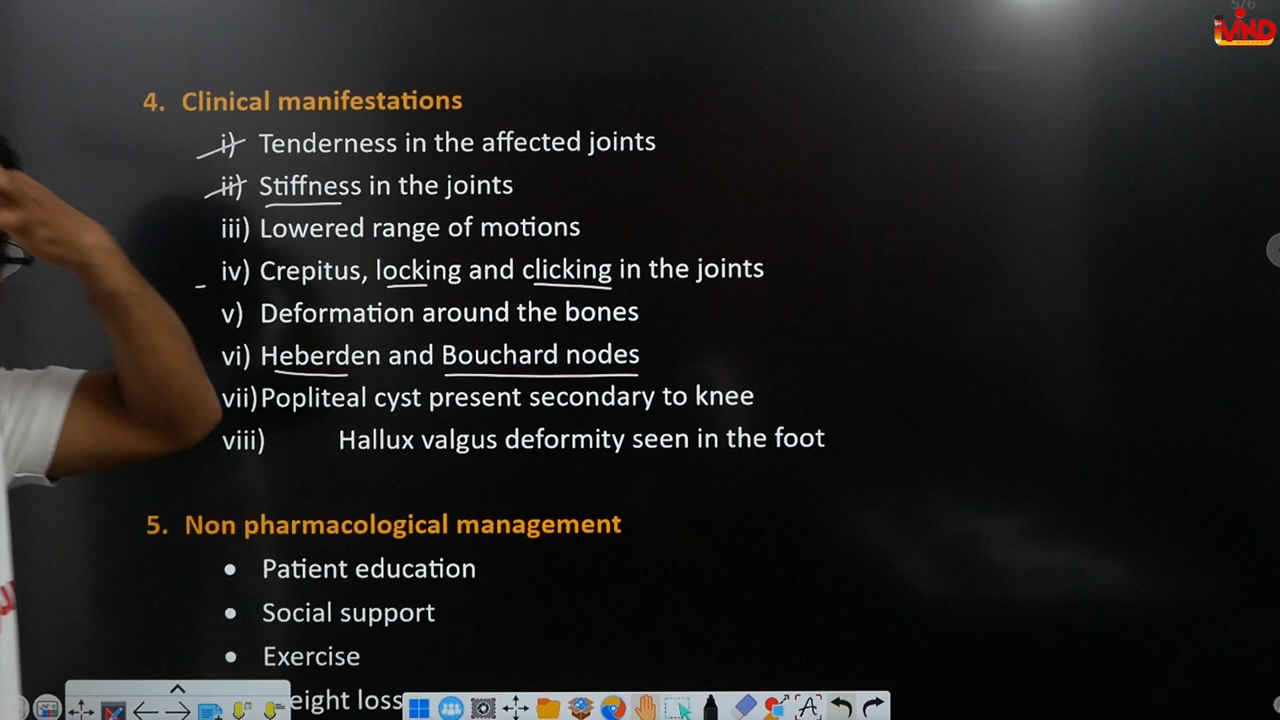 5/6
iMND
4. Clinical manifestations
i) Tenderness in the affected joints
ii) Stiffness in the joints
iii) Lowered range of motions
iv) Crepitus, locking and clicking in the joints
v) Deformation around the bones
vi) Heberden and Bouchard nodes
vii) Popliteal cyst present secondary to knee
viii) Hallux valgus deformity seen in the foot
5. Non pharmacological management
• Patient education
• Social support
• Exercise
eight loss